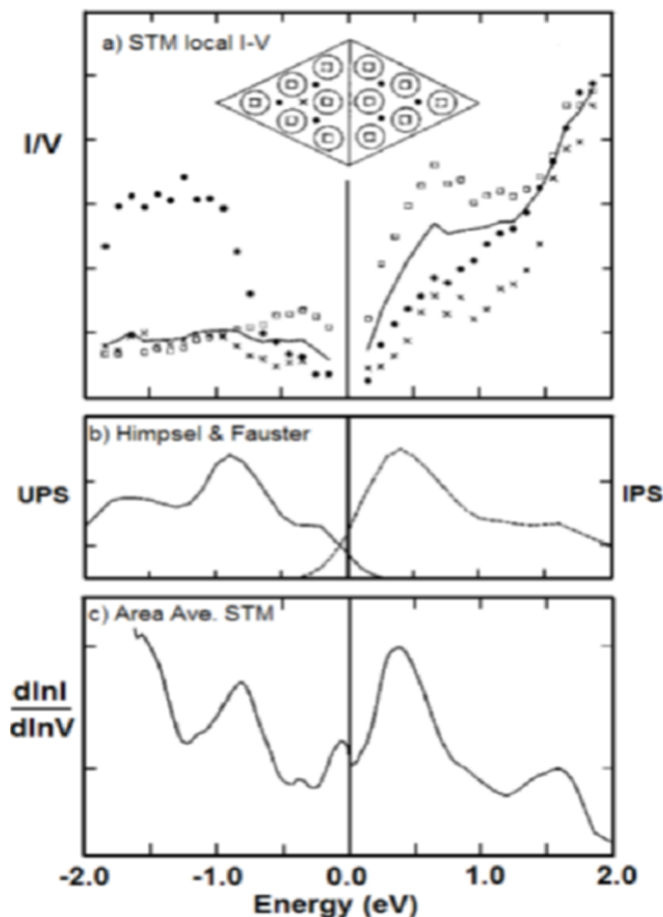 a) STM local I-V
I/V
b) Himpsel & Fauster
UPS
IPS
c) Area Ave. STM
dlnI
dlnV
-2.0 -1.0 0.0 1.0 2.0
Energy (eV)